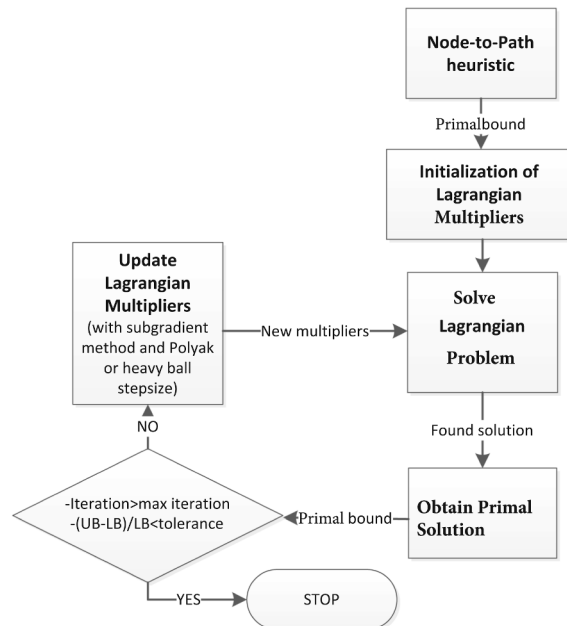 Node-to-Path
heuristic
Primalbound
Initialization of
Lagrangian
Multipliers
Update
Lagrangian
Multipliers
(with subgradient
method and Polyak
or heavy ball
stepsize)
New multipliers
Solve
Lagrangian
Problem
Found solution
Obtain Primal
Solution
Primal bound
-Iteration>max iteration
-(UB-LB)/LB<tolerance
NO
YES
STOP